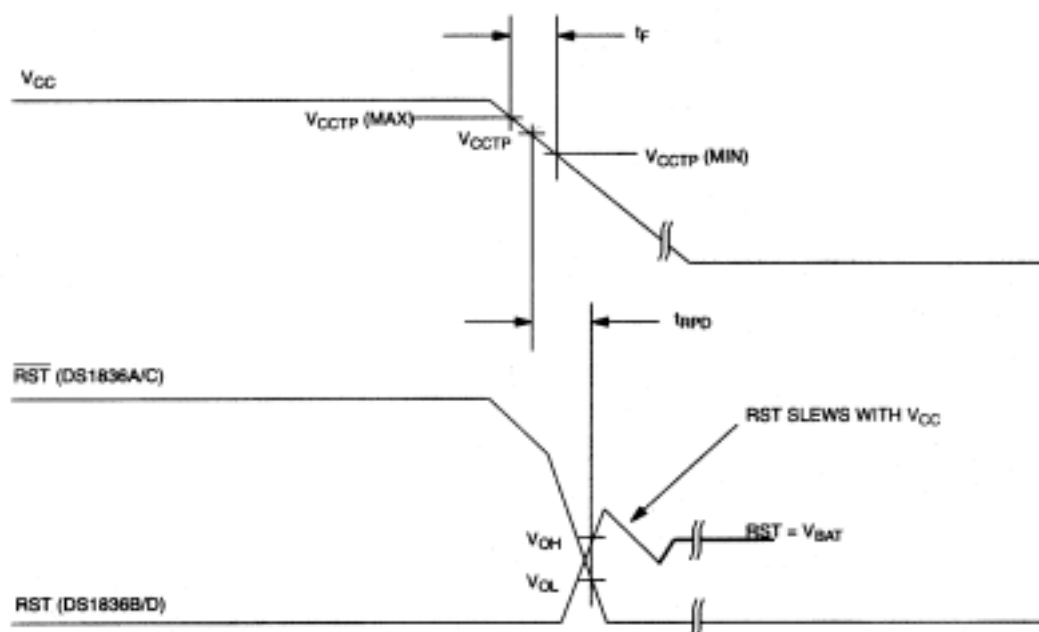 tF
VCC
VCCTP (MAX)
VCCTP
VCCTP (MIN)
tRPD
RST (DS1836A/C)
RST SLEWS WITH VCC
VOH
RST = VBAT
VOL
RST (DS1836B/D)